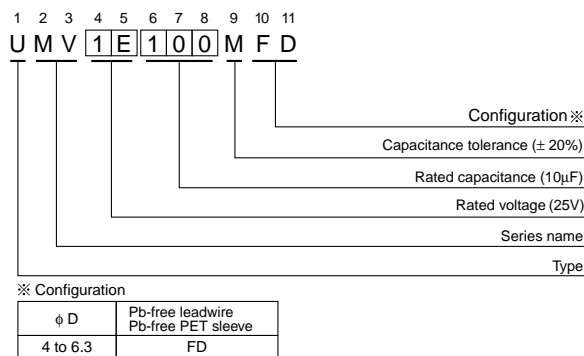 1 2 3 4 5 6 7 8 9 10 11
U M V 1 E 1 0 0 M F D
Configuration※
Capacitance tolerance (± 20%)
Rated capacitance (10µF)
Rated voltage (25V)
Series name
Type
※ Configuration
ϕ D Pb-free leadwire
Pb-free PET sleeve
4 to 6.3 FD